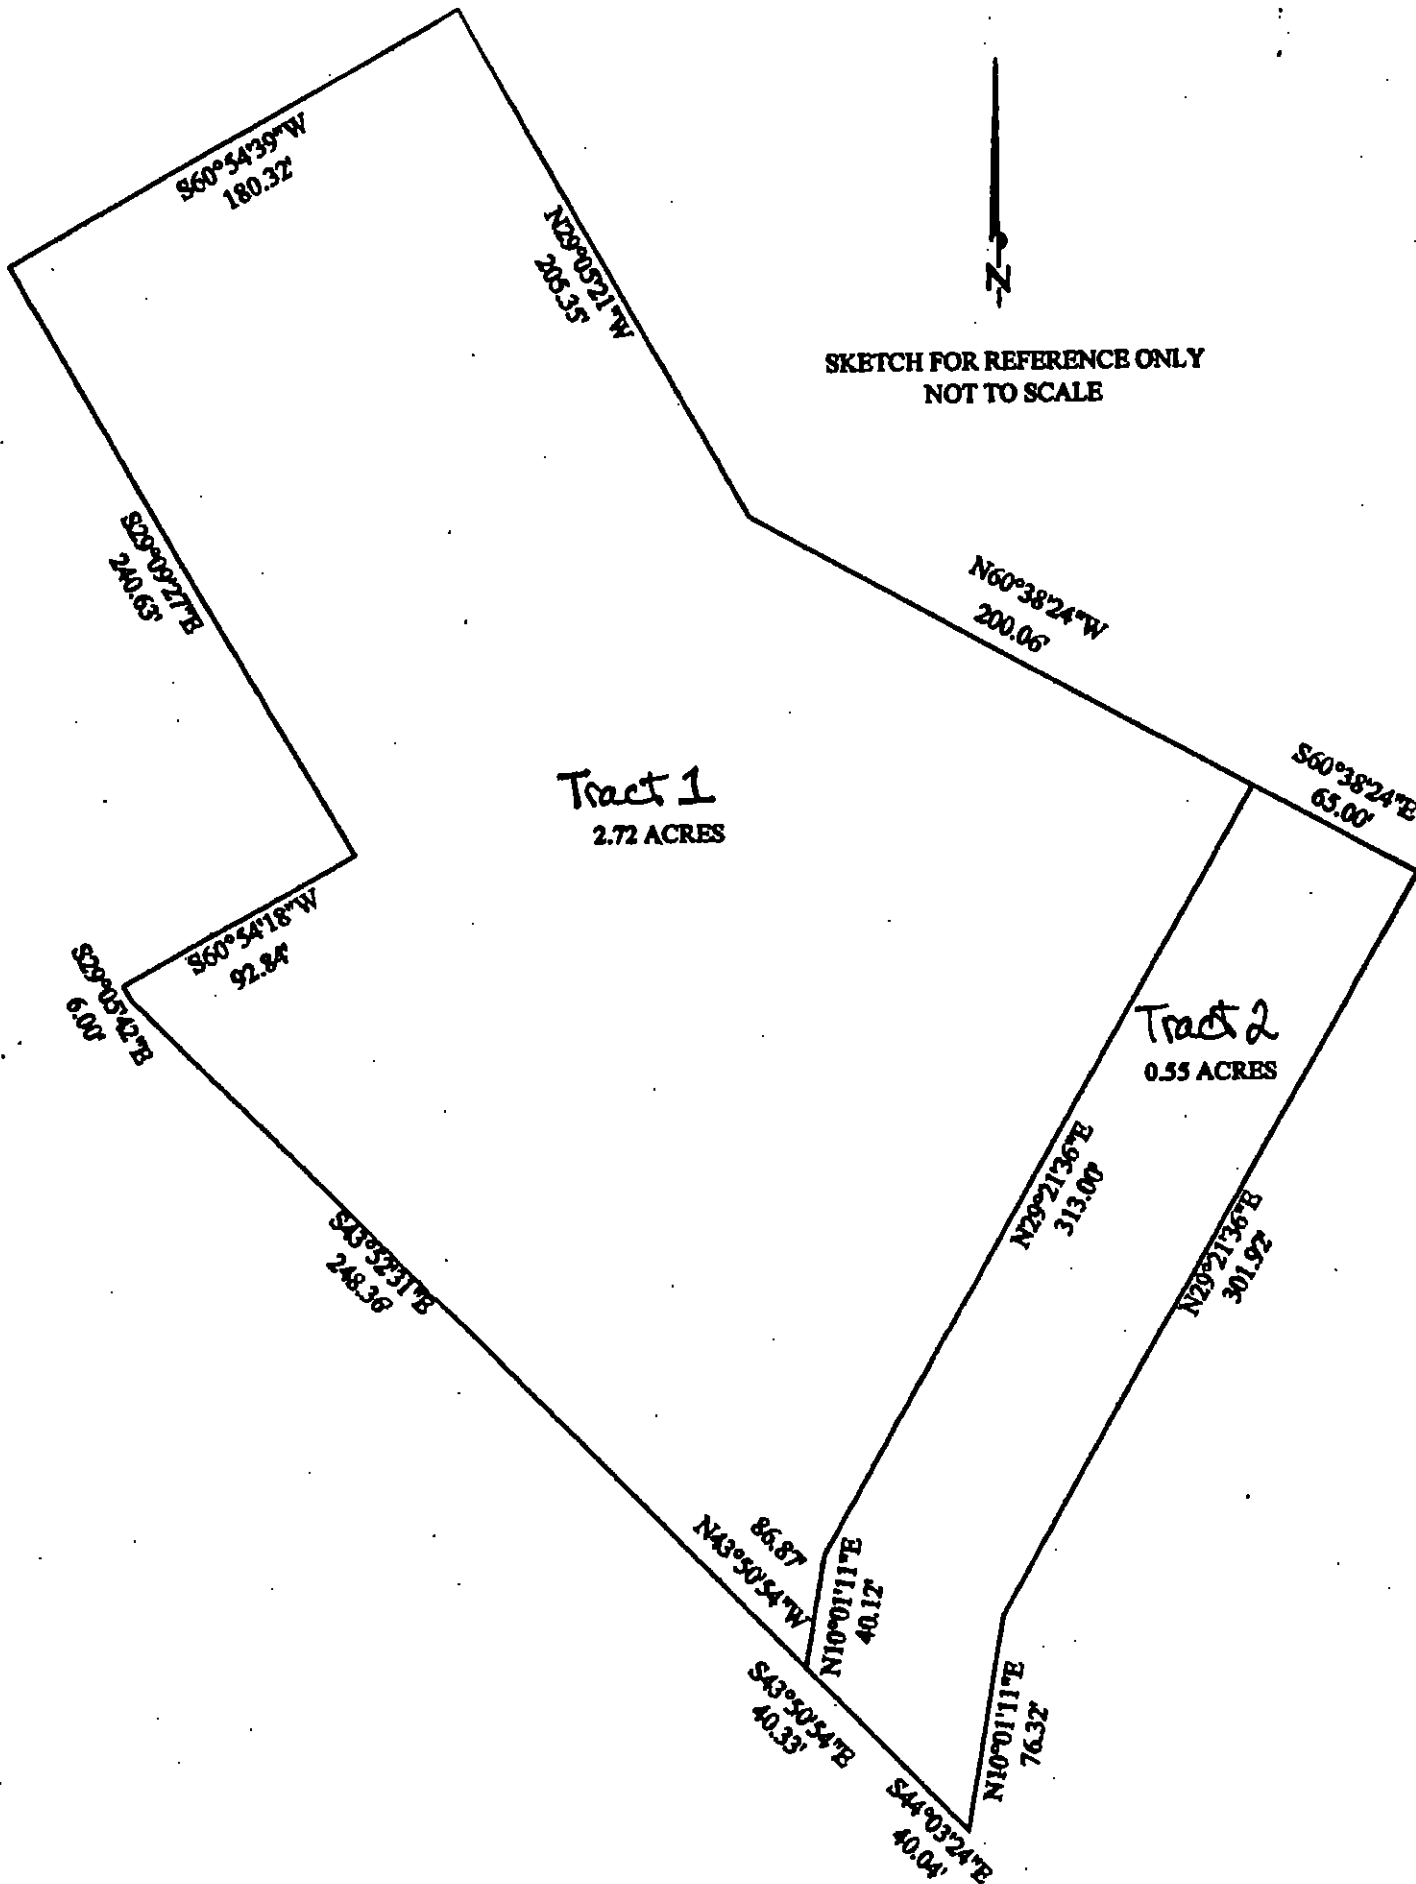 S60°54'39"W
180.32'
N29°05'21"W
205.35'
N
SKETCH FOR REFERENCE ONLY
NOT TO SCALE
S29°09'27"E
240.63'
N60°38'24"W
200.06'
S60°38'24"E
65.00'
Tract 1
2.72 ACRES
S60°54'18"W
92.84'
S29°05'42"E
6.00'
Tract 2
0.55 ACRES
N29°21'36"E
313.00'
N29°21'36"E
301.92'
S43°52'31"E
248.36'
86.87'
N43°50'54"W
N10°01'11"E
40.12'
S43°50'54"E
40.33'
N10°01'11"E
76.32'
S44°03'24"E
40.04'